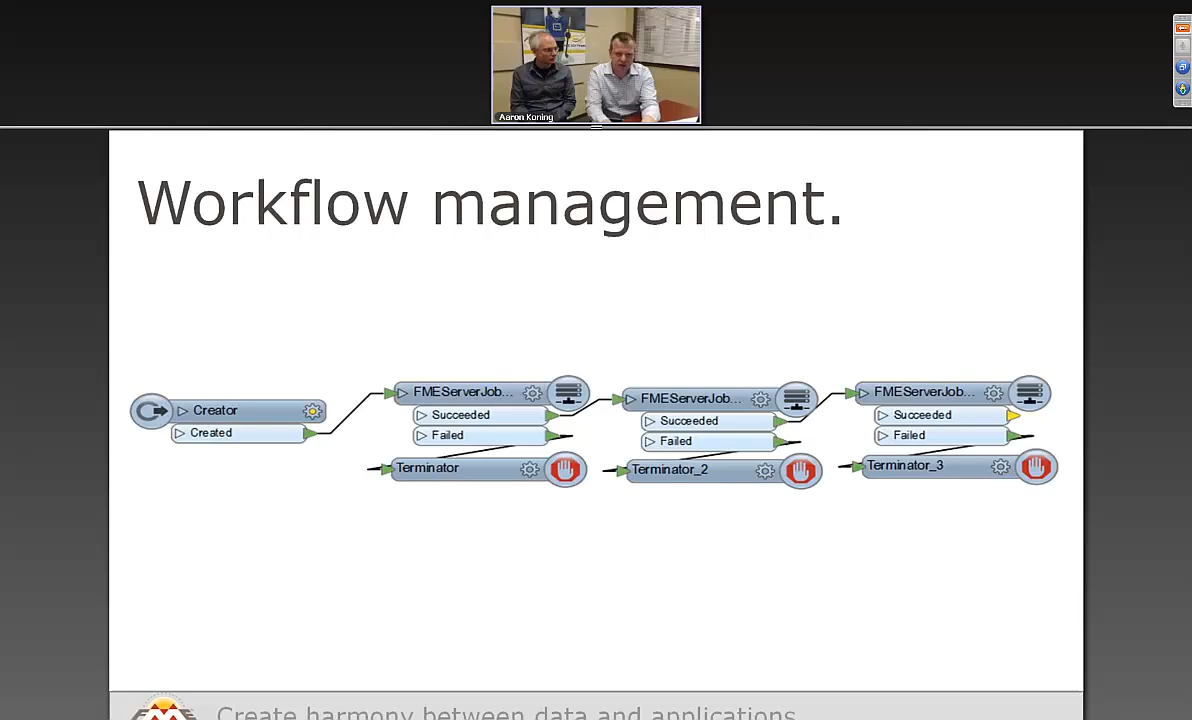 Aaron Koning
Workflow management.
Creator
Created
FMEServerJob...
Succeeded
Failed
Terminator
FMEServerJob...
Succeeded
Failed
Terminator_2
FMEServerJob...
Succeeded
Failed
Terminator_3
Create harmony between data and applications